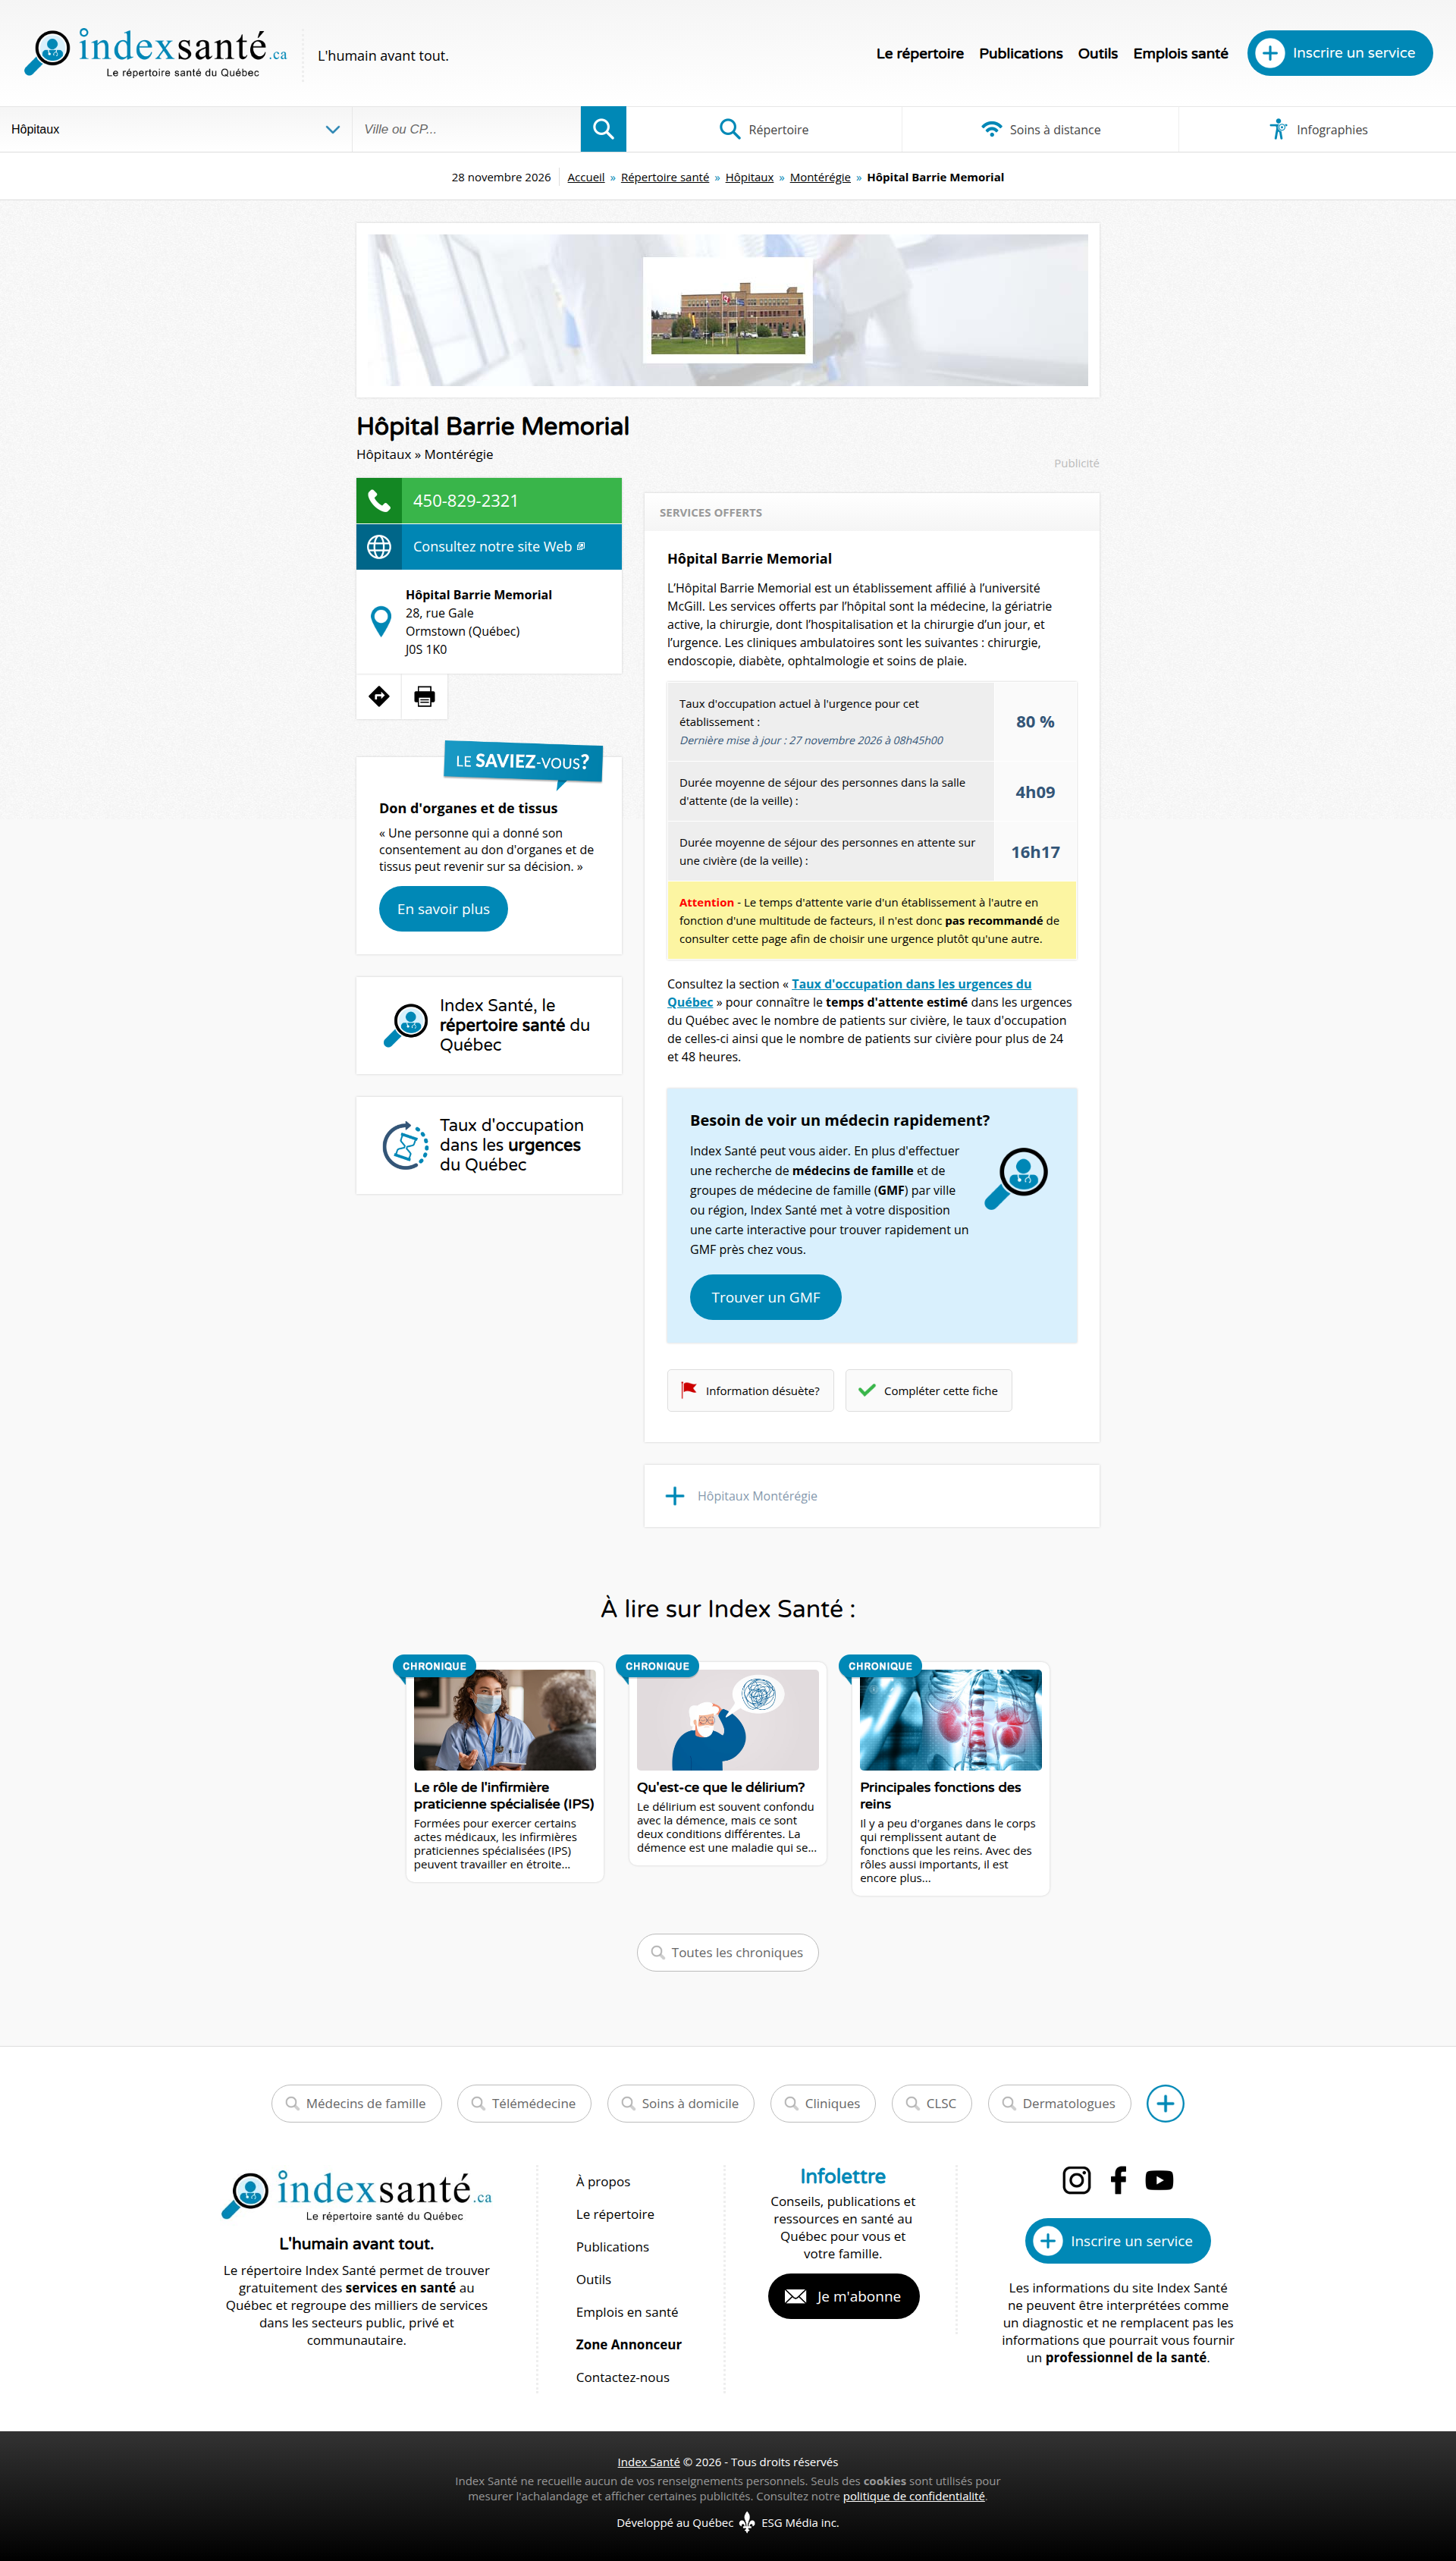 indexsanté.ca
Le répertoire santé du Québec
L'humain avant tout.
Le répertoire
Publications
Outils
Emplois santé
Inscrire un service
Hôpitaux
Ville ou CP...
Répertoire
Soins à distance
Infographies
28 novembre 2026
Accueil » Répertoire santé » Hôpitaux » Montérégie » Hôpital Barrie Memorial
Hôpital Barrie Memorial
Hôpitaux » Montérégie
Publicité
450-829-2321
Consultez notre site Web
Hôpital Barrie Memorial
28, rue Gale
Ormstown (Québec)
J0S 1K0
LE SAVIEZ-VOUS?
Don d'organes et de tissus
« Une personne qui a donné son
consentement au don d'organes et de
tissus peut revenir sur sa décision. »
En savoir plus
Index Santé, le
répertoire santé du
Québec
Taux d'occupation
dans les urgences
du Québec
SERVICES OFFERTS
Hôpital Barrie Memorial
L’Hôpital Barrie Memorial est un établissement affilié à l’université
McGill. Les services offerts par l’hôpital sont la médecine, la gériatrie
active, la chirurgie, dont l’hospitalisation et la chirurgie d’un jour, et
l’urgence. Les cliniques ambulatoires sont les suivantes : chirurgie,
endoscopie, diabète, ophtalmologie et soins de plaie.
Taux d'occupation actuel à l'urgence pour cet
établissement :
Dernière mise à jour : 27 novembre 2026 à 08h45h00
80 %
Durée moyenne de séjour des personnes dans la salle
d'attente (de la veille) :
4h09
Durée moyenne de séjour des personnes en attente sur
une civière (de la veille) :
16h17
Attention - Le temps d'attente varie d'un établissement à l'autre en
fonction d'une multitude de facteurs, il n'est donc pas recommandé de
consulter cette page afin de choisir une urgence plutôt qu'une autre.
Consultez la section « Taux d'occupation dans les urgences du
Québec » pour connaître le temps d'attente estimé dans les urgences
du Québec avec le nombre de patients sur civière, le taux d'occupation
de celles-ci ainsi que le nombre de patients sur civière pour plus de 24
et 48 heures.
Besoin de voir un médecin rapidement?
Index Santé peut vous aider. En plus d'effectuer
une recherche de médecins de famille et de
groupes de médecine de famille (GMF) par ville
ou région, Index Santé met à votre disposition
une carte interactive pour trouver rapidement un
GMF près chez vous.
Trouver un GMF
Information désuète?
Compléter cette fiche
Hôpitaux Montérégie
À lire sur Index Santé :
CHRONIQUE
Le rôle de l'infirmière
praticienne spécialisée (IPS)
Formées pour exercer certains
actes médicaux, les infirmières
praticiennes spécialisées (IPS)
peuvent travailler en étroite...
CHRONIQUE
Qu'est-ce que le délirium?
Le délirium est souvent confondu
avec la démence, mais ce sont
deux conditions différentes. La
démence est une maladie qui se...
CHRONIQUE
Principales fonctions des
reins
Il y a peu d'organes dans le corps
qui remplissent autant de
fonctions que les reins. Avec des
rôles aussi importants, il est
encore plus...
Toutes les chroniques
Médecins de famille
Télémédecine
Soins à domicile
Cliniques
CLSC
Dermatologues
indexsanté.ca
Le répertoire santé du Québec
L'humain avant tout.
Le répertoire Index Santé permet de trouver
gratuitement des services en santé au
Québec et regroupe des milliers de services
dans les secteurs public, privé et
communautaire.
À propos
Le répertoire
Publications
Outils
Emplois en santé
Zone Annonceur
Contactez-nous
Infolettre
Conseils, publications et
ressources en santé au
Québec pour vous et
votre famille.
Je m'abonne
Inscrire un service
Les informations du site Index Santé
ne peuvent être interprétées comme
un diagnostic et ne remplacent pas les
informations que pourrait vous fournir
un professionnel de la santé.
Index Santé © 2026 - Tous droits réservés
Index Santé ne recueille aucun de vos renseignements personnels. Seuls des cookies sont utilisés pour
mesurer l'achalandage et afficher certaines publicités. Consultez notre politique de confidentialité.
Développé au Québec ESG Média inc.